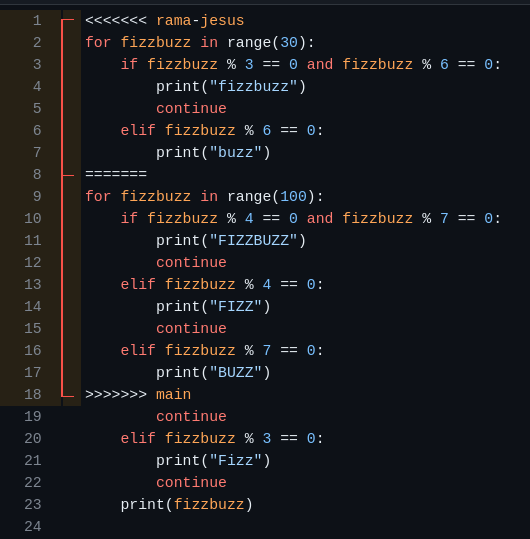 1 <<<<<<< rama-jesus
2 for fizzbuzz in range(30):
3     if fizzbuzz % 3 == 0 and fizzbuzz % 6 == 0:
4         print("fizzbuzz")
5         continue
6     elif fizzbuzz % 6 == 0:
7         print("buzz")
8 =======
9 for fizzbuzz in range(100):
10     if fizzbuzz % 4 == 0 and fizzbuzz % 7 == 0:
11         print("FIZZBUZZ")
12         continue
13     elif fizzbuzz % 4 == 0:
14         print("FIZZ")
15         continue
16     elif fizzbuzz % 7 == 0:
17         print("BUZZ")
18 >>>>>>> main
19         continue
20     elif fizzbuzz % 3 == 0:
21         print("Fizz")
22         continue
23     print(fizzbuzz)
24